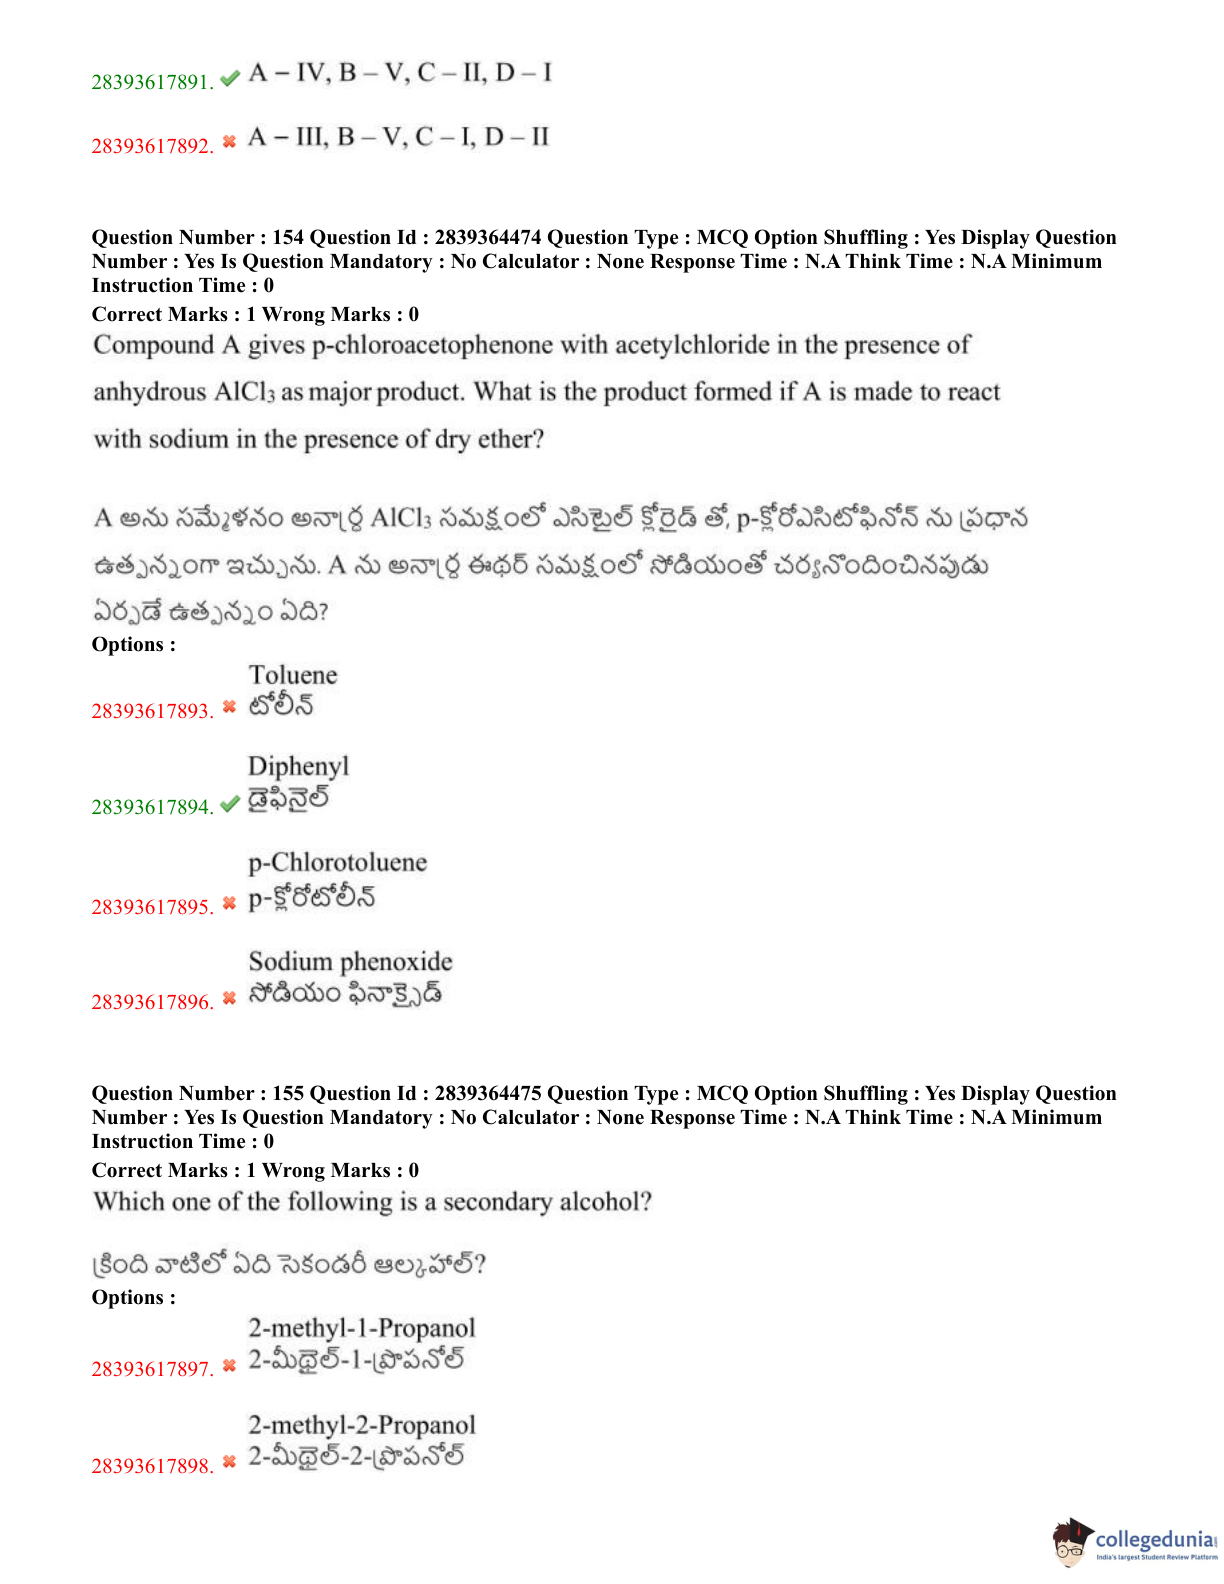 28393617891. A – IV, B – V, C – II, D – I
28393617892. A – III, B – V, C – I, D – II
Question Number : 154 Question Id : 2839364474 Question Type : MCQ Option Shuffling : Yes Display Question
Number : Yes Is Question Mandatory : No Calculator : None Response Time : N.A Think Time : N.A Minimum
Instruction Time : 0
Correct Marks : 1 Wrong Marks : 0
Compound A gives p-chloroacetophenone with acetylchloride in the presence of
anhydrous AlCl₃ as major product. What is the product formed if A is made to react
with sodium in the presence of dry ether?
A అను సమ్మేళనం అనార్ద్ర AlCl₃ సమక్షంలో ఎసిటైల్ క్లోరైడ్ తో, p-క్లోరోఎసిటోఫినోన్ ను ప్రధాన
ఉత్పన్నంగా ఇచ్చును. A ను అనార్ద్ర ఈథర్ సమక్షంలో సోడియంతో చర్యనొందించినపుడు
ఏర్పడే ఉత్పన్నం ఏది?
Options :
Toluene
28393617893. టోలీన్
Diphenyl
28393617894. డైఫినైల్
p-Chlorotoluene
28393617895. p-క్లోరోటోలీన్
Sodium phenoxide
28393617896. సోడియం ఫినాక్సైడ్
Question Number : 155 Question Id : 2839364475 Question Type : MCQ Option Shuffling : Yes Display Question
Number : Yes Is Question Mandatory : No Calculator : None Response Time : N.A Think Time : N.A Minimum
Instruction Time : 0
Correct Marks : 1 Wrong Marks : 0
Which one of the following is a secondary alcohol?
క్రింది వాటిలో ఏది సెకండరీ ఆల్కహాల్?
Options :
2-methyl-1-Propanol
28393617897. 2-మీథైల్-1-ప్రొపనోల్
2-methyl-2-Propanol
28393617898. 2-మీథైల్-2-ప్రొపనోల్
collegedunia
India's largest Student Review Platform